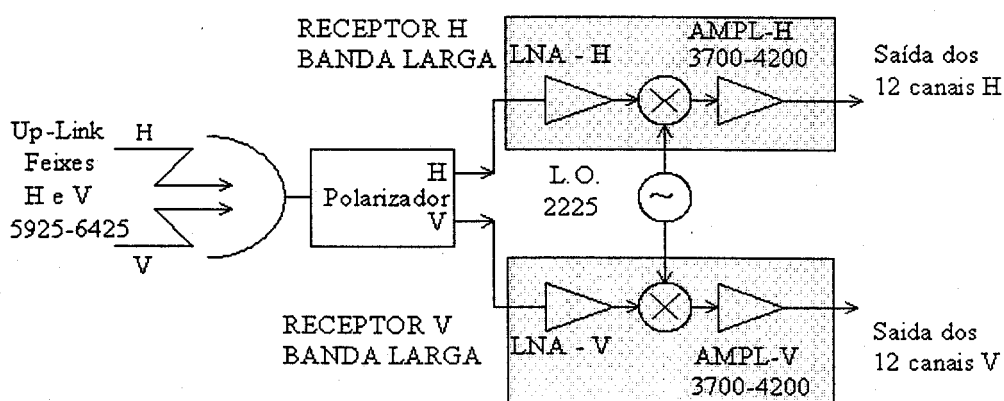 RECEPTOR H
BANDA LARGA
LNA - H
AMPL-H
3700-4200
Saída dos
12 canais H
Up-Link
Feixes
H e V
5925-6425
H
V
Polarizador
H
V
L.O.
2225
~
RECEPTOR V
BANDA LARGA
LNA - V
AMPL-V
3700-4200
Saída dos
12 canais V